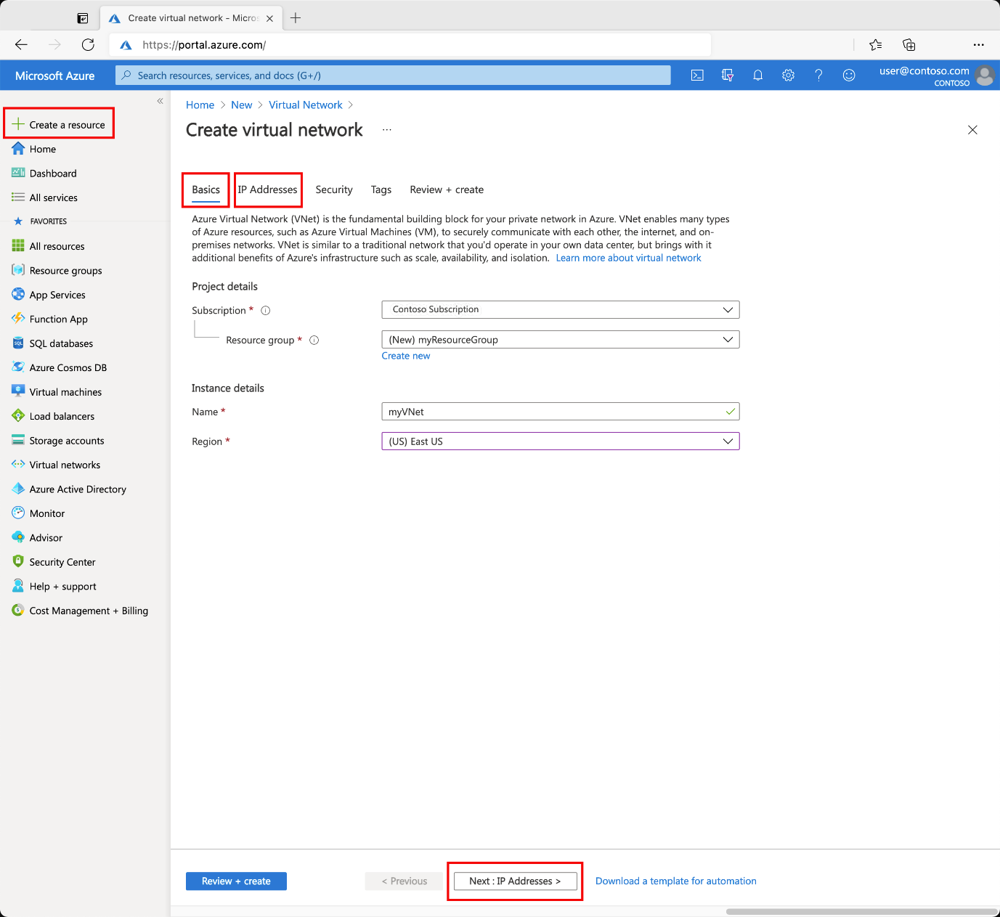 Create virtual network - Micros
https://portal.azure.com/
Microsoft Azure
Search resources, services, and docs (G+/)
user@contoso.com
CONTOSO
Create a resource
Home
Dashboard
All services
FAVORITES
All resources
Resource groups
App Services
Function App
SQL databases
Azure Cosmos DB
Virtual machines
Load balancers
Storage accounts
Virtual networks
Azure Active Directory
Monitor
Advisor
Security Center
Help + support
Cost Management + Billing
Home > New > Virtual Network >
Create virtual network ...
Basics IP Addresses Security Tags Review + create
Azure Virtual Network (VNet) is the fundamental building block for your private network in Azure. VNet enables many types
of Azure resources, such as Azure Virtual Machines (VM), to securely communicate with each other, the internet, and on-
premises networks. VNet is similar to a traditional network that you'd operate in your own data center, but brings with it
additional benefits of Azure's infrastructure such as scale, availability, and isolation. Learn more about virtual network
Project details
Subscription * Contoso Subscription
Resource group * (New) myResourceGroup
Create new
Instance details
Name * myVNet
Region * (US) East US
Review + create < Previous Next : IP Addresses > Download a template for automation